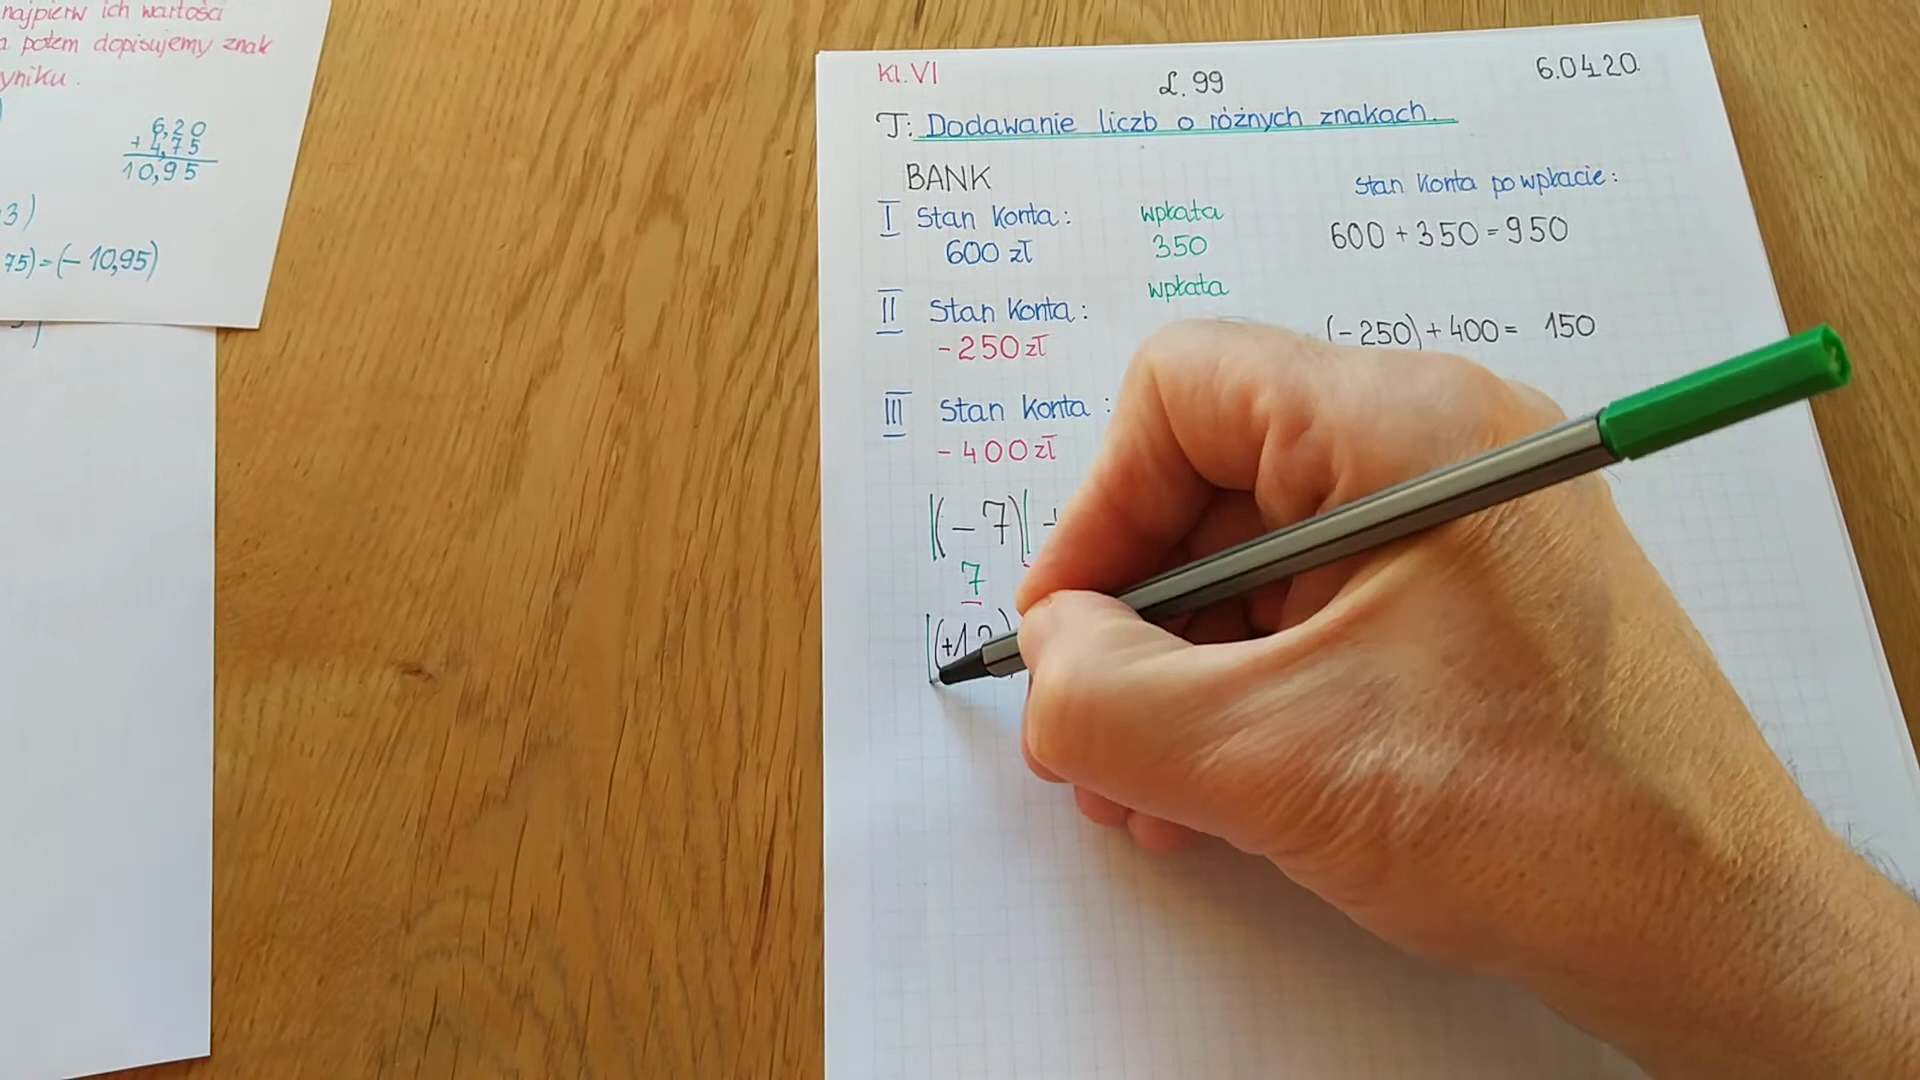 najpierw ich wartości
a potem dopisujemy znak
yniku.
6,20
+ 4,75
10,95
3)
75) = (- 10,95)
Kl. VI
L. 99
6.04.20.
T: Dodawanie liczb o różnych znakach.
BANK
Stan konta po wpłacie:
I Stan konta: wpłata
600 zł 350 600 + 350 = 950
II Stan konta: wpłata
- 250 zł (- 250) + 400 = 150
III Stan konta:
- 400 zł
|(- 7)| +
7
|(+12)